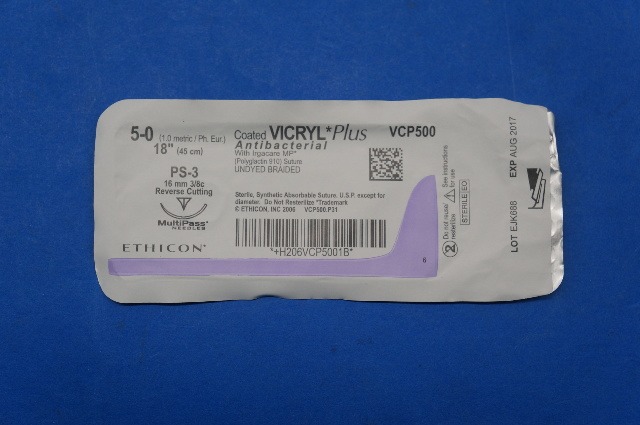 5-0 (1.0 metric / Ph. Eur.)
18" (45 cm)
PS-3
16 mm 3/8c
Reverse Cutting
MultiPass*
NEEDLES
ETHICON*
Coated VICRYL* Plus VCP500
Antibacterial
With Irgacare MP*
(Polyglactin 910) Suture
UNDYED BRAIDED
Sterile, Synthetic Absorbable Suture. U.S.P. except for
diameter. Do Not Resterilize *Trademark
© ETHICON, INC 2006 VCP500.P31
*+H206VCP5001B*
6
Do not reuse
2
See instructions
for use
STERILE EO
LOT EJK686 EXP AUG 2017